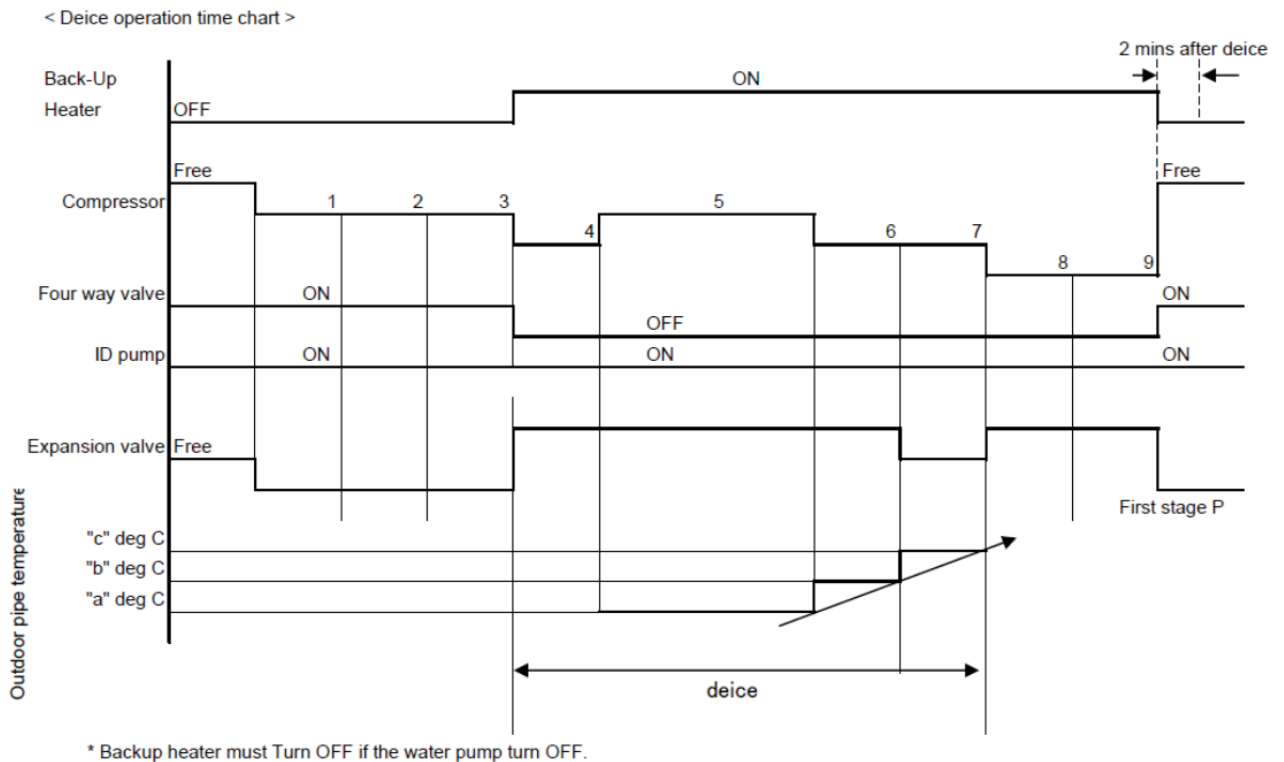 < Deice operation time chart >
2 mins after deice
Back-Up
Heater
OFF
ON
Free
Free
Compressor
1
2
3
4
5
6
7
8
9
Four way valve
ON
OFF
ON
ID pump
ON
ON
ON
Expansion valve
Free
First stage P
Outdoor pipe temperature
"c" deg C
"b" deg C
"a" deg C
deice
* Backup heater must Turn OFF if the water pump turn OFF.